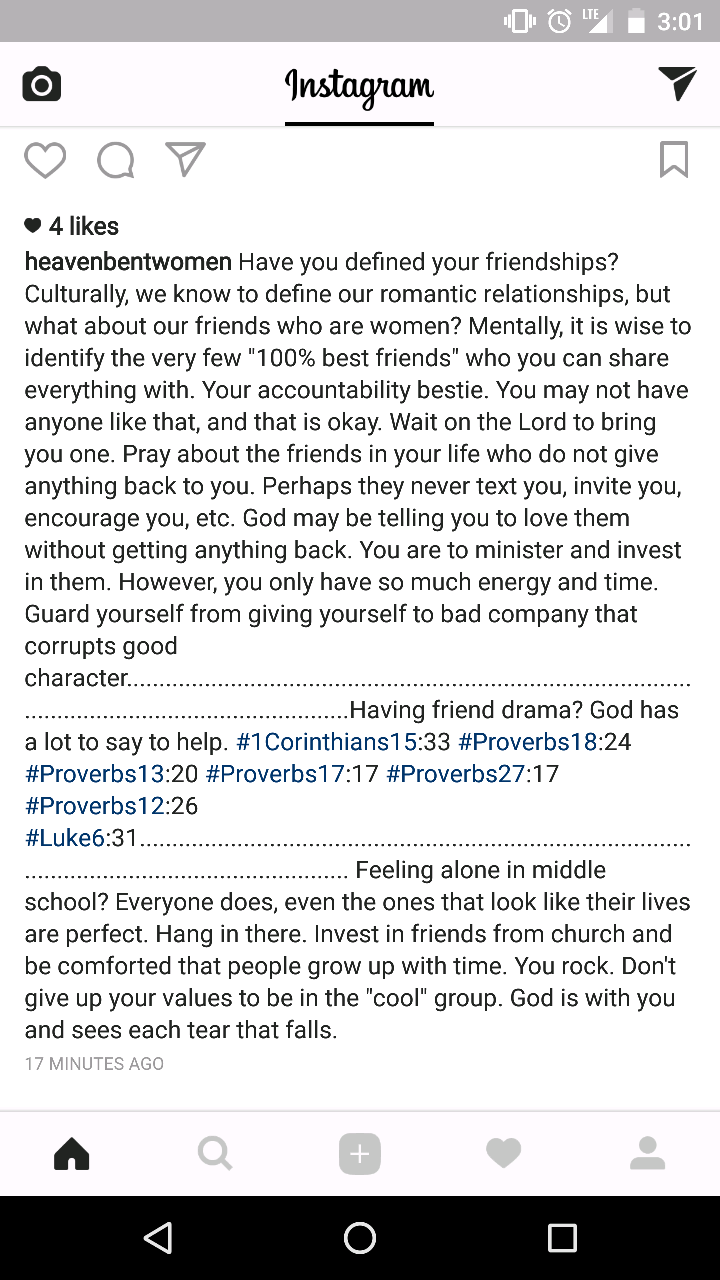 LTE 3:01
Instagram
4 likes
heavenbentwomen Have you defined your friendships?
Culturally, we know to define our romantic relationships, but
what about our friends who are women? Mentally, it is wise to
identify the very few "100% best friends" who you can share
everything with. Your accountability bestie. You may not have
anyone like that, and that is okay. Wait on the Lord to bring
you one. Pray about the friends in your life who do not give
anything back to you. Perhaps they never text you, invite you,
encourage you, etc. God may be telling you to love them
without getting anything back. You are to minister and invest
in them. However, you only have so much energy and time.
Guard yourself from giving yourself to bad company that
corrupts good
character......................................................................................
.................................................Having friend drama? God has
a lot to say to help. #1Corinthians15:33 #Proverbs18:24
#Proverbs13:20 #Proverbs17:17 #Proverbs27:17
#Proverbs12:26
#Luke6:31....................................................................................
................................................. Feeling alone in middle
school? Everyone does, even the ones that look like their lives
are perfect. Hang in there. Invest in friends from church and
be comforted that people grow up with time. You rock. Don't
give up your values to be in the "cool" group. God is with you
and sees each tear that falls.
17 MINUTES AGO